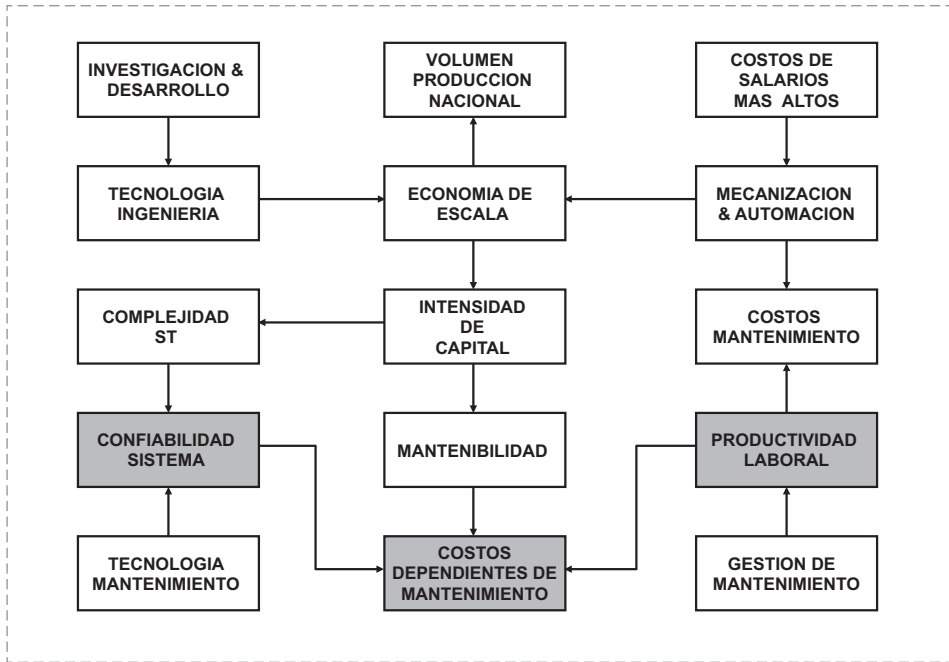 INVESTIGACION &
DESARROLLO
VOLUMEN
PRODUCCION
NACIONAL
COSTOS DE
SALARIOS
MAS ALTOS
TECNOLOGIA
INGENIERIA
ECONOMIA DE
ESCALA
MECANIZACION
& AUTOMACION
COMPLEJIDAD
ST
INTENSIDAD
DE
CAPITAL
COSTOS
MANTENIMIENTO
CONFIABILIDAD
SISTEMA
MANTENIBILIDAD
PRODUCTIVIDAD
LABORAL
TECNOLOGIA
MANTENIMIENTO
COSTOS
DEPENDIENTES DE
MANTENIMIENTO
GESTION DE
MANTENIMIENTO